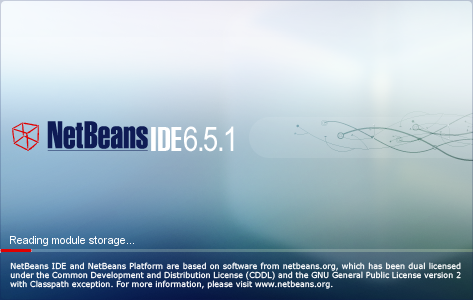 NetBeans IDE 6.5.1
Reading module storage...
NetBeans IDE and NetBeans Platform are based on software from netbeans.org, which has been dual licensed
under the Common Development and Distribution License (CDDL) and the GNU General Public License version 2
with Classpath exception. For more information, please visit www.netbeans.org.